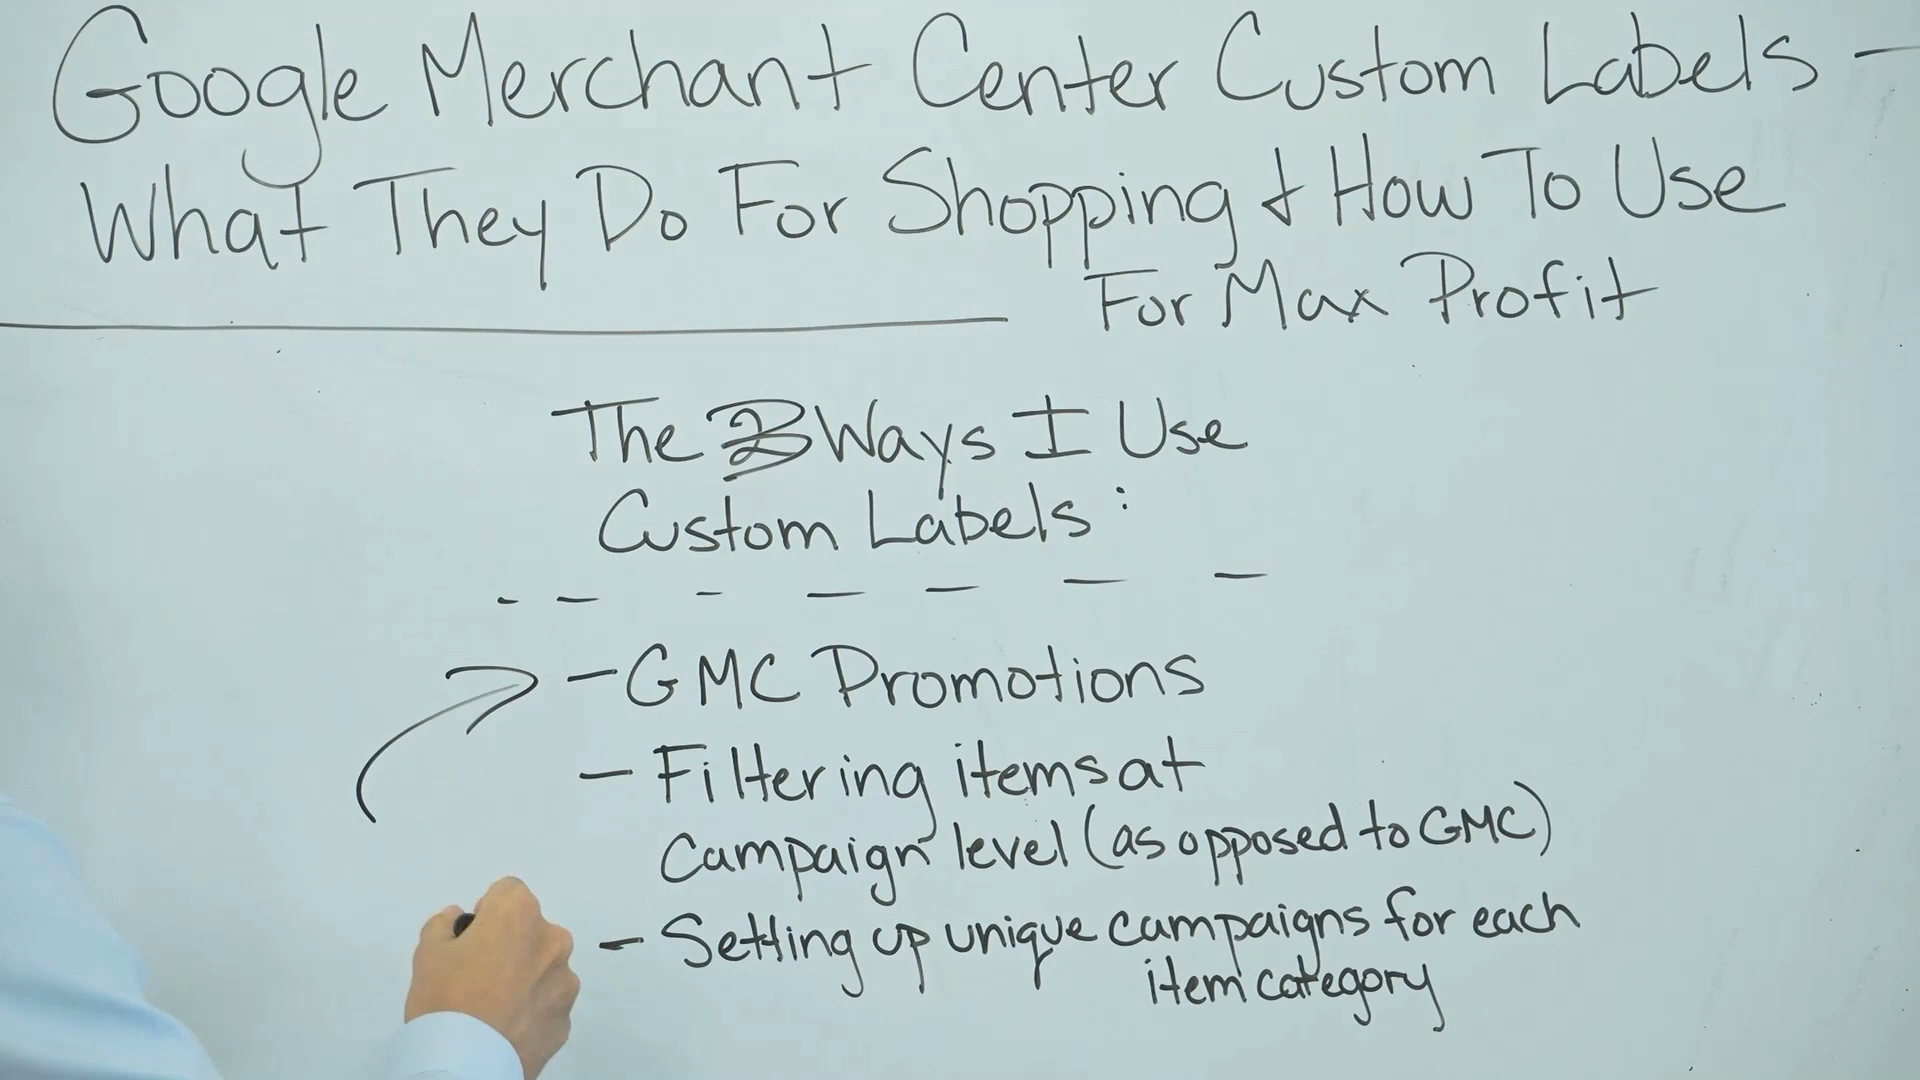 Google Merchant Center Custom Labels -
What They Do For Shopping & How To Use
For Max Profit
The 3 Ways I Use
Custom Labels:
- GMC Promotions
- Filtering items at
Campaign level (as opposed to GMC)
- Setting up unique campaigns for each
item category